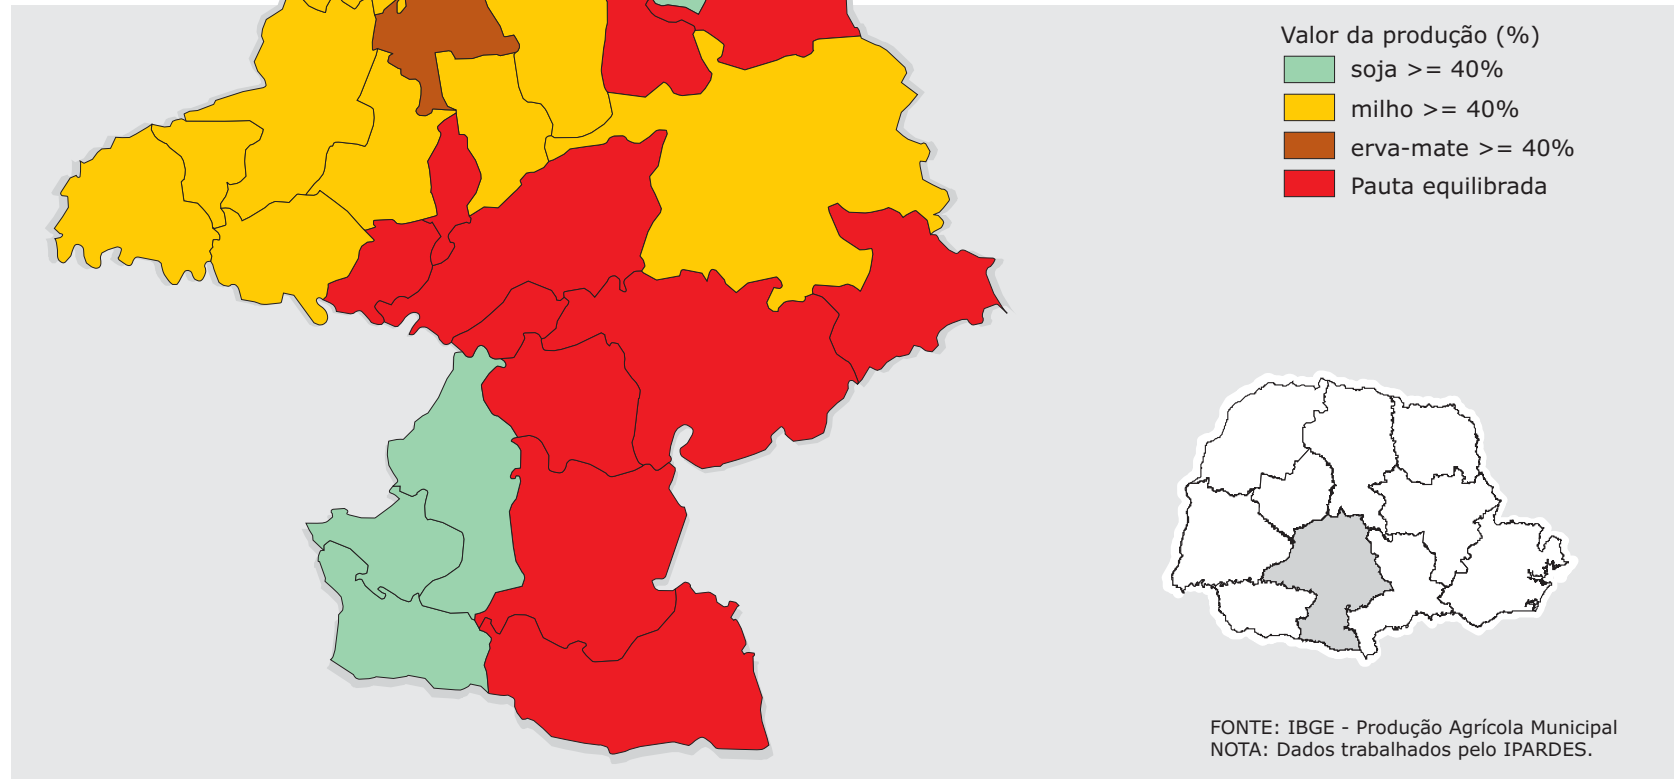 Valor da produção (%)
soja >= 40%
milho >= 40%
erva-mate >= 40%
Pauta equilibrada
FONTE: IBGE - Produção Agrícola Municipal
NOTA: Dados trabalhados pelo IPARDES.